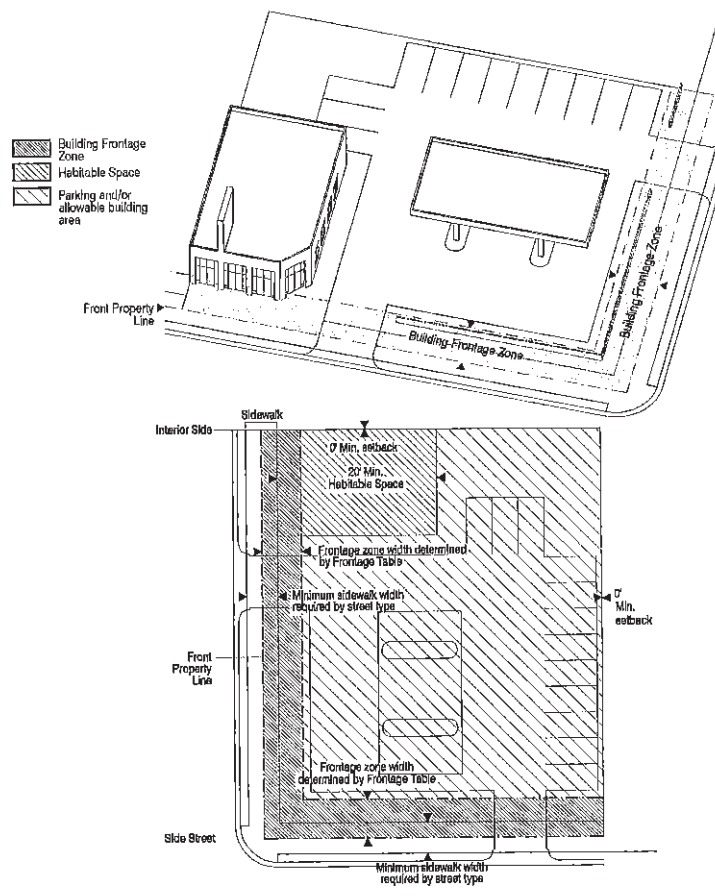 Building Frontage
Zone
Habitable Space
Parking and/or
allowable building
area
Front Property
Line
Building Frontage Zone
Building Frontage Zone
Sidewalk
Interior Side
0' Min. setback
20' Min.
Habitable Space
Frontage zone width determined
by Frontage Table
Minimum sidewalk width
required by street type
0'
Min.
setback
Front
Property
Line
Frontage zone width
determined by Frontage Table
Side Street
Minimum sidewalk width
required by street type